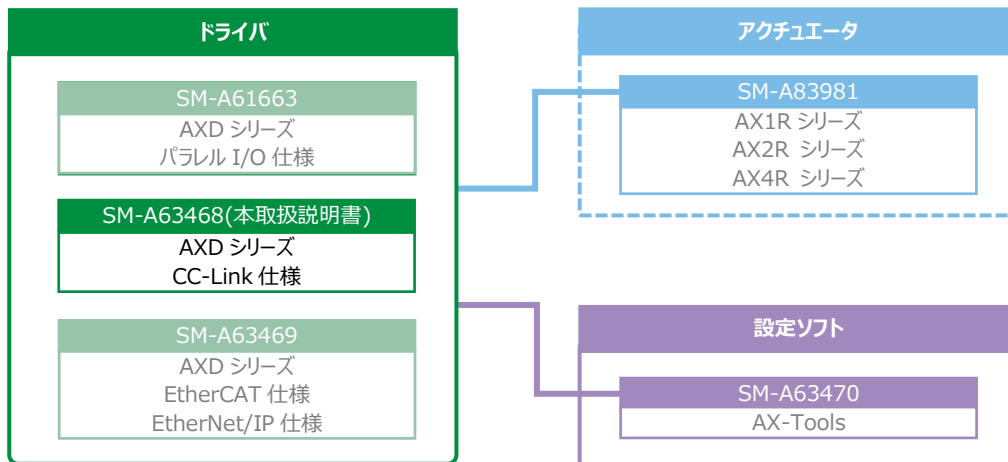 ドライバ
SM-A61663
AXD シリーズ
パラレル I/O 仕様
SM-A63468(本取扱説明書)
AXD シリーズ
CC-Link 仕様
SM-A63469
AXD シリーズ
EtherCAT 仕様
EtherNet/IP 仕様
アクチュエータ
SM-A83981
AX1R シリーズ
AX2R シリーズ
AX4R シリーズ
設定ソフト
SM-A63470
AX-Tools